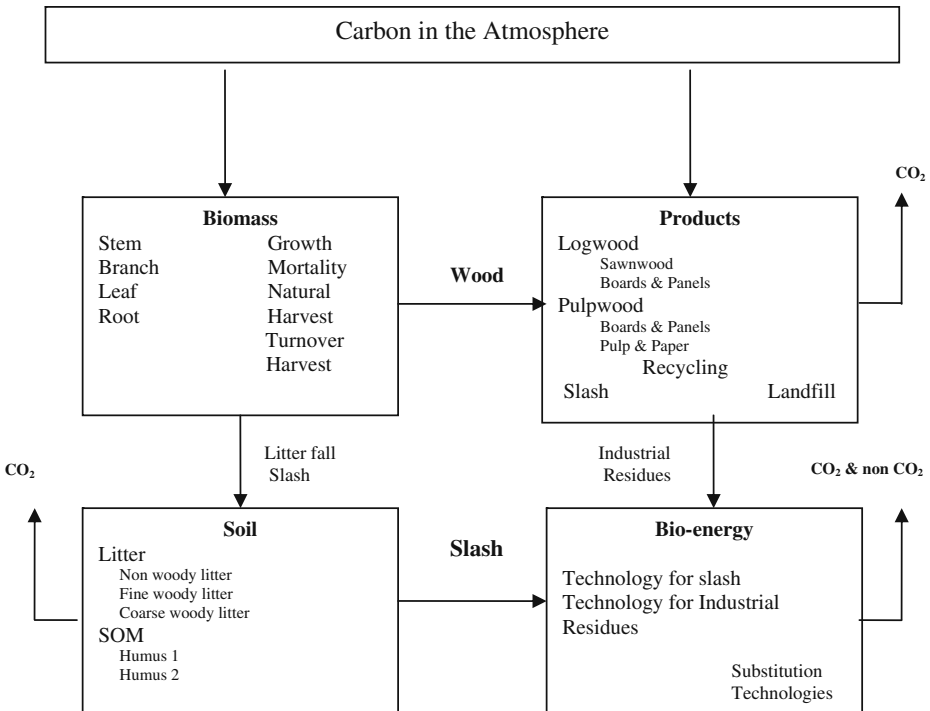 Carbon in the Atmosphere
CO₂
Biomass
Stem
Branch
Leaf
Root
Growth
Mortality
Natural
Harvest
Turnover
Harvest
Wood
Products
Logwood
Sawnwood
Boards & Panels
Pulpwood
Boards & Panels
Pulp & Paper
Recycling
Slash Landfill
CO₂
Litter fall
Slash
Industrial
Residues
CO₂ & non CO₂
Soil
Litter
Non woody litter
Fine woody litter
Coarse woody litter
SOM
Humus 1
Humus 2
Slash
Bio-energy
Technology for slash
Technology for Industrial
Residues
Substitution
Technologies